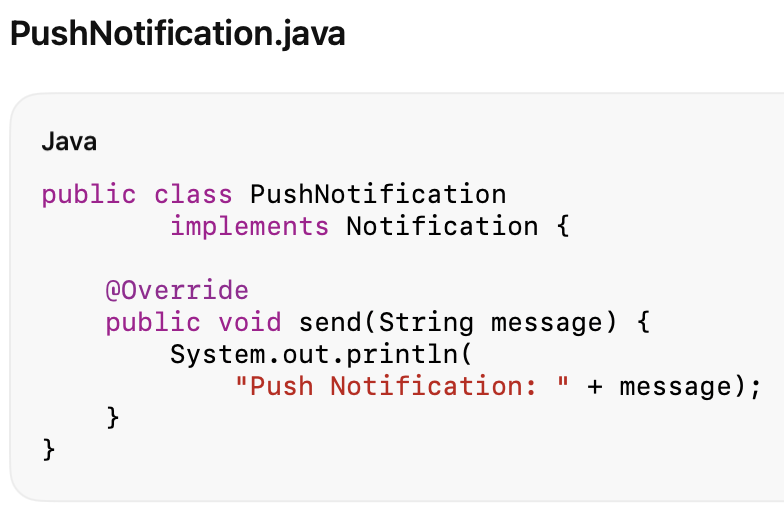 PushNotification.java
Java
public class PushNotification
        implements Notification {
    @Override
    public void send(String message) {
        System.out.println(
            "Push Notification: " + message);
    }
}